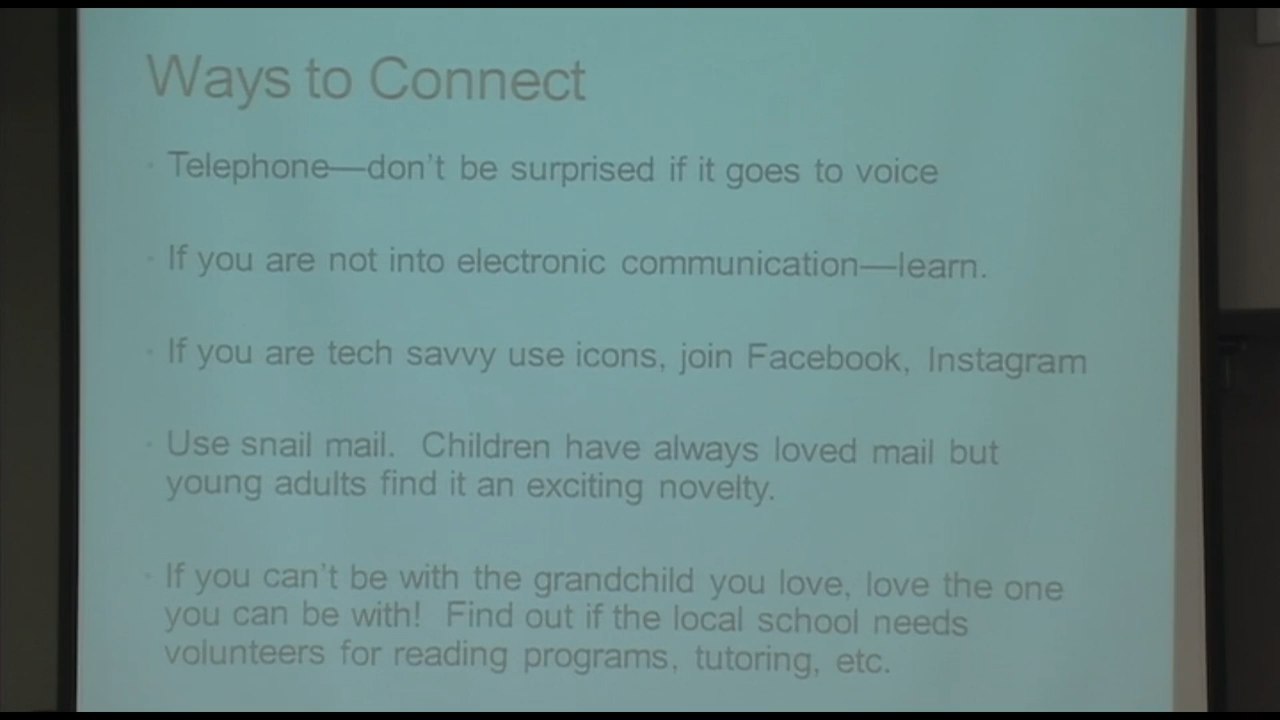 Ways to Connect
Telephone—don't be surprised if it goes to voice
If you are not into electronic communication—learn.
If you are tech savvy use icons, join Facebook, Instagram
Use snail mail.  Children have always loved mail but
young adults find it an exciting novelty.
If you can't be with the grandchild you love, love the one
you can be with!  Find out if the local school needs
volunteers for reading programs, tutoring, etc.